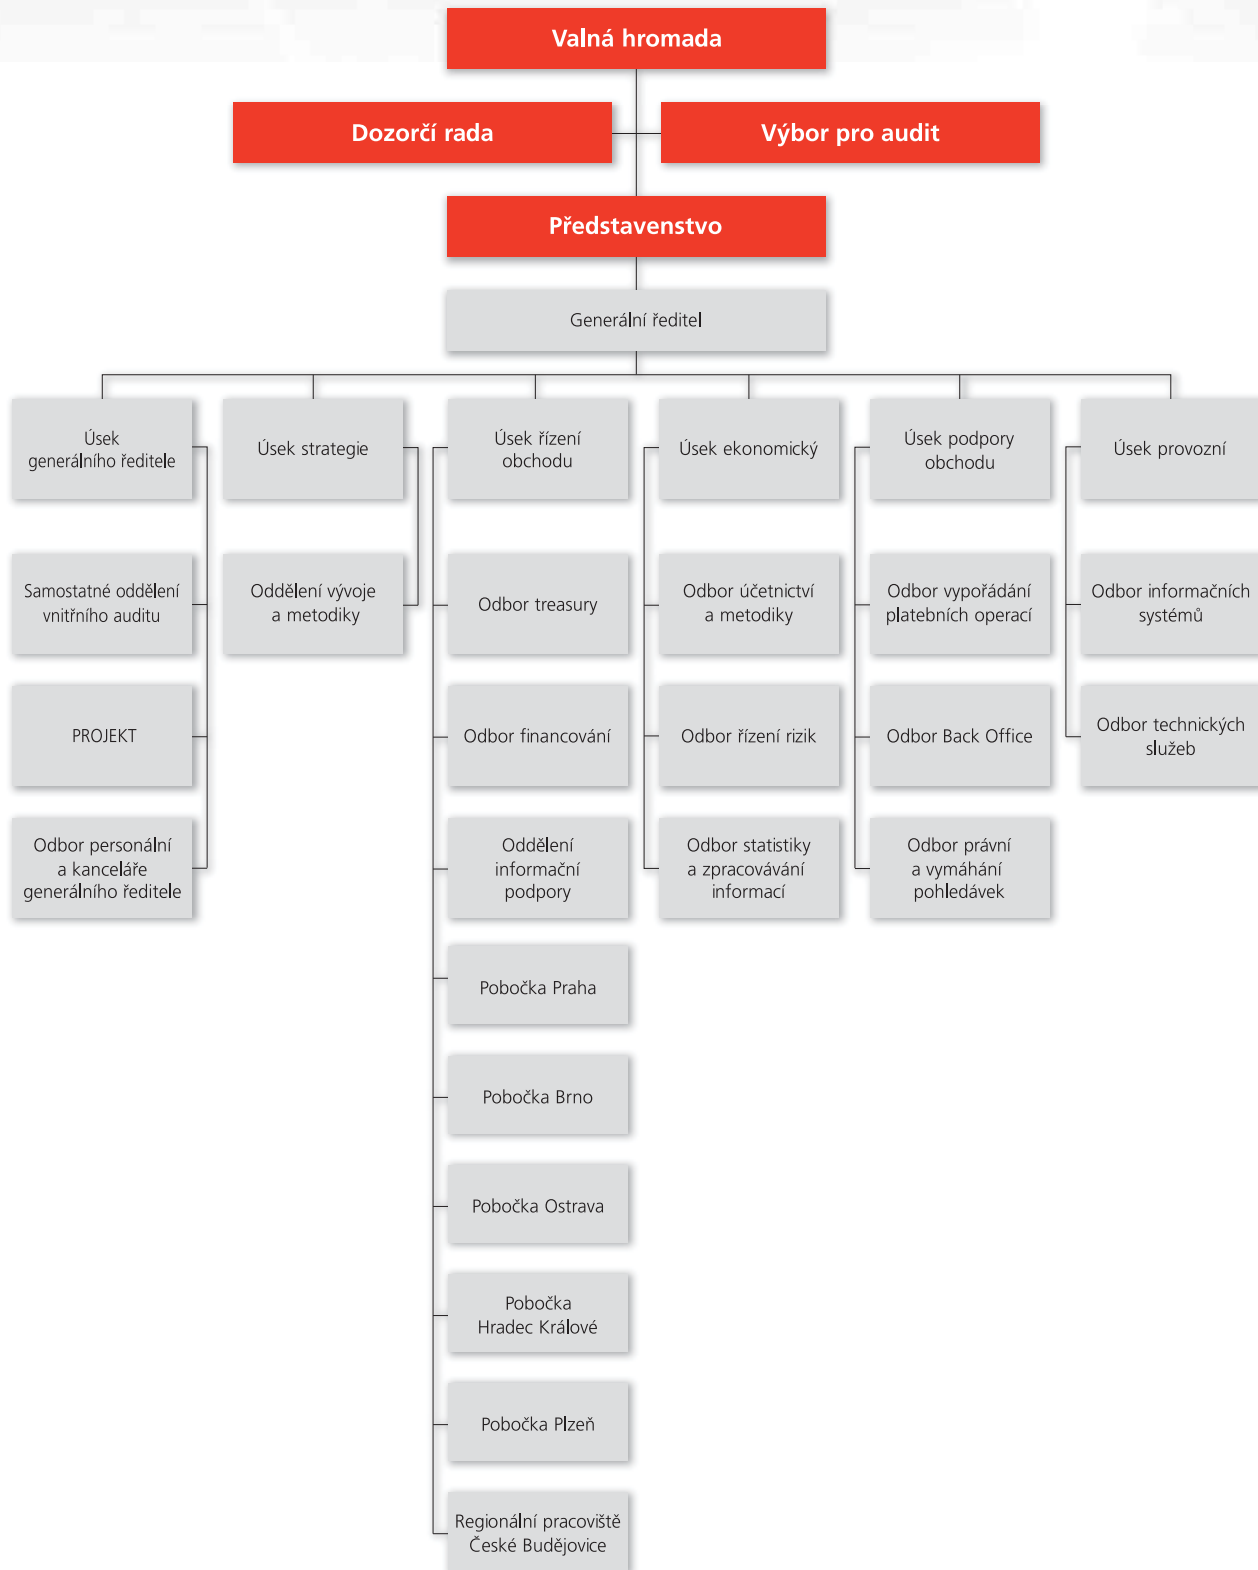 Valná hromada
Dozorčí rada
Výbor pro audit
Představenstvo
Generální ředitel
Úsek
generálního ředitele
Úsek strategie
Úsek řízení
obchodu
Úsek ekonomický
Úsek podpory
obchodu
Úsek provozní
Samostatné oddělení
vnitřního auditu
Oddělení vývoje
a metodiky
Odbor treasury
Odbor účetnictví
a metodiky
Odbor vypořádání
platebních operací
Odbor informačních
systémů
PROJEKT
Odbor financování
Odbor řízení rizik
Odbor Back Office
Odbor technických
služeb
Odbor personální
a kanceláře
generálního ředitele
Oddělení
informační
podpory
Odbor statistiky
a zpracovávání
informací
Odbor právní
a vymáhání
pohledávek
Pobočka Praha
Pobočka Brno
Pobočka Ostrava
Pobočka
Hradec Králové
Pobočka Plzeň
Regionální pracoviště
České Budějovice